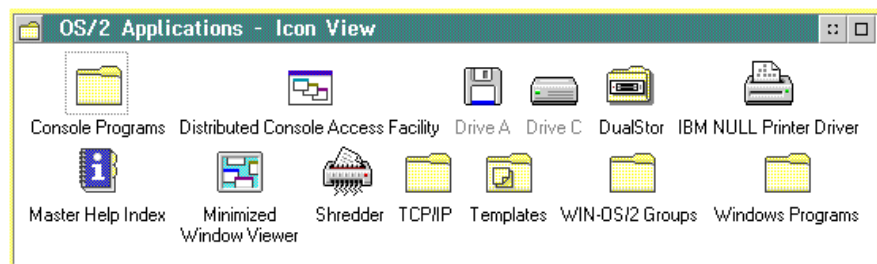 OS/2 Applications - Icon View
Console Programs Distributed Console Access Facility Drive A Drive C DualStor IBM NULL Printer Driver
Master Help Index Minimized Shredder TCP/IP Templates WIN-OS/2 Groups Windows Programs
Window Viewer